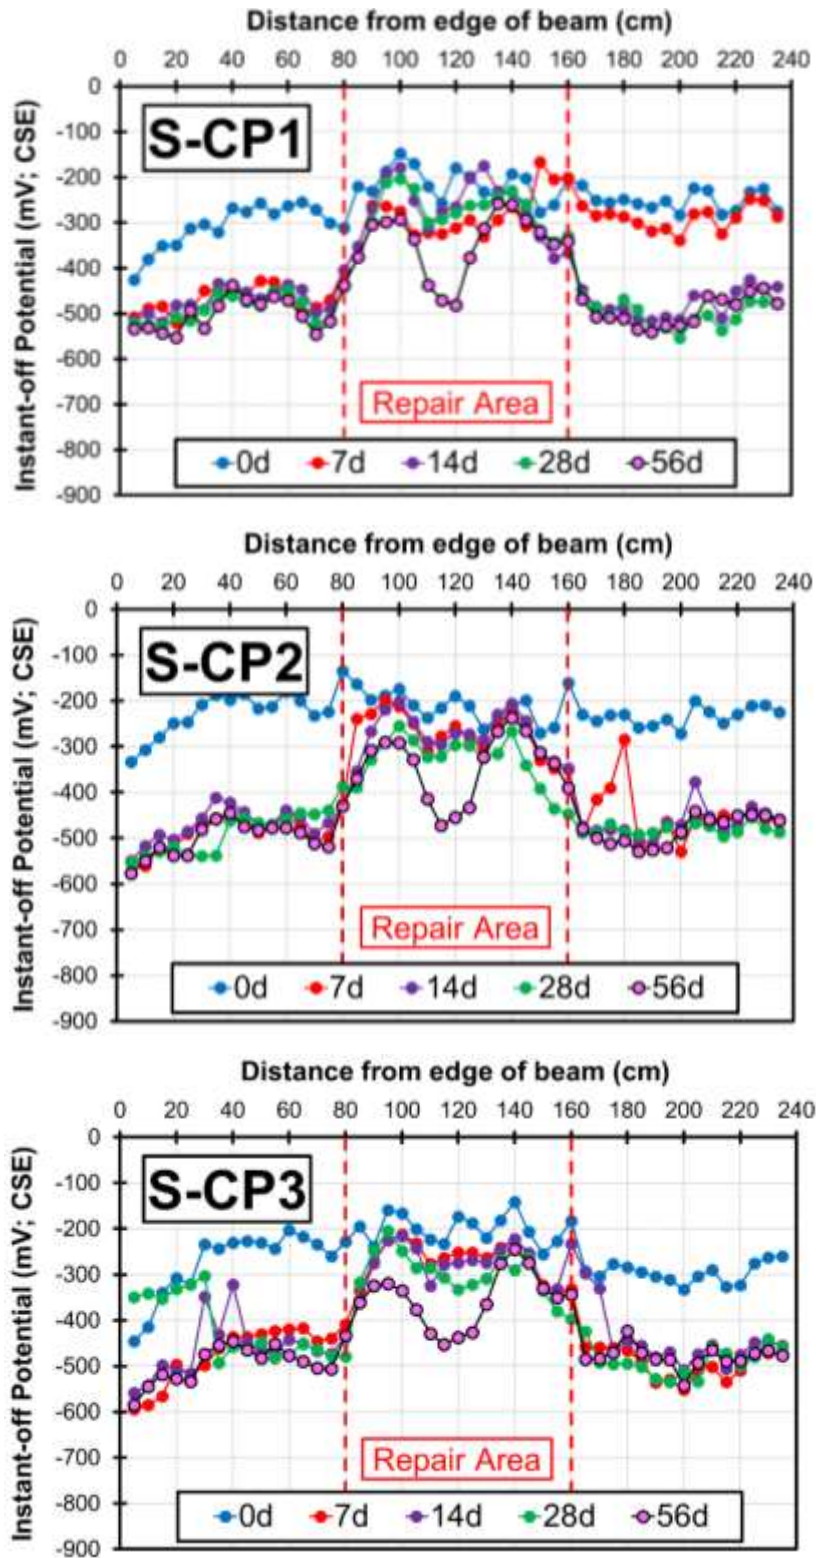 Distance from edge of beam (cm)
0 20 40 60 80 100 120 140 160 180 200 220 240
0
-100
-200
-300
-400
-500
-600
-700
-800
-900
Instant-off Potential (mV; CSE)
S-CP1
Repair Area
0d 7d 14d 28d 56d
Distance from edge of beam (cm)
0 20 40 60 80 100 120 140 160 180 200 220 240
0
-100
-200
-300
-400
-500
-600
-700
-800
-900
Instant-off Potential (mV; CSE)
S-CP2
Repair Area
0d 7d 14d 28d 56d
Distance from edge of beam (cm)
0 20 40 60 80 100 120 140 160 180 200 220 240
0
-100
-200
-300
-400
-500
-600
-700
-800
-900
Instant-off Potential (mV; CSE)
S-CP3
Repair Area
0d 7d 14d 28d 56d